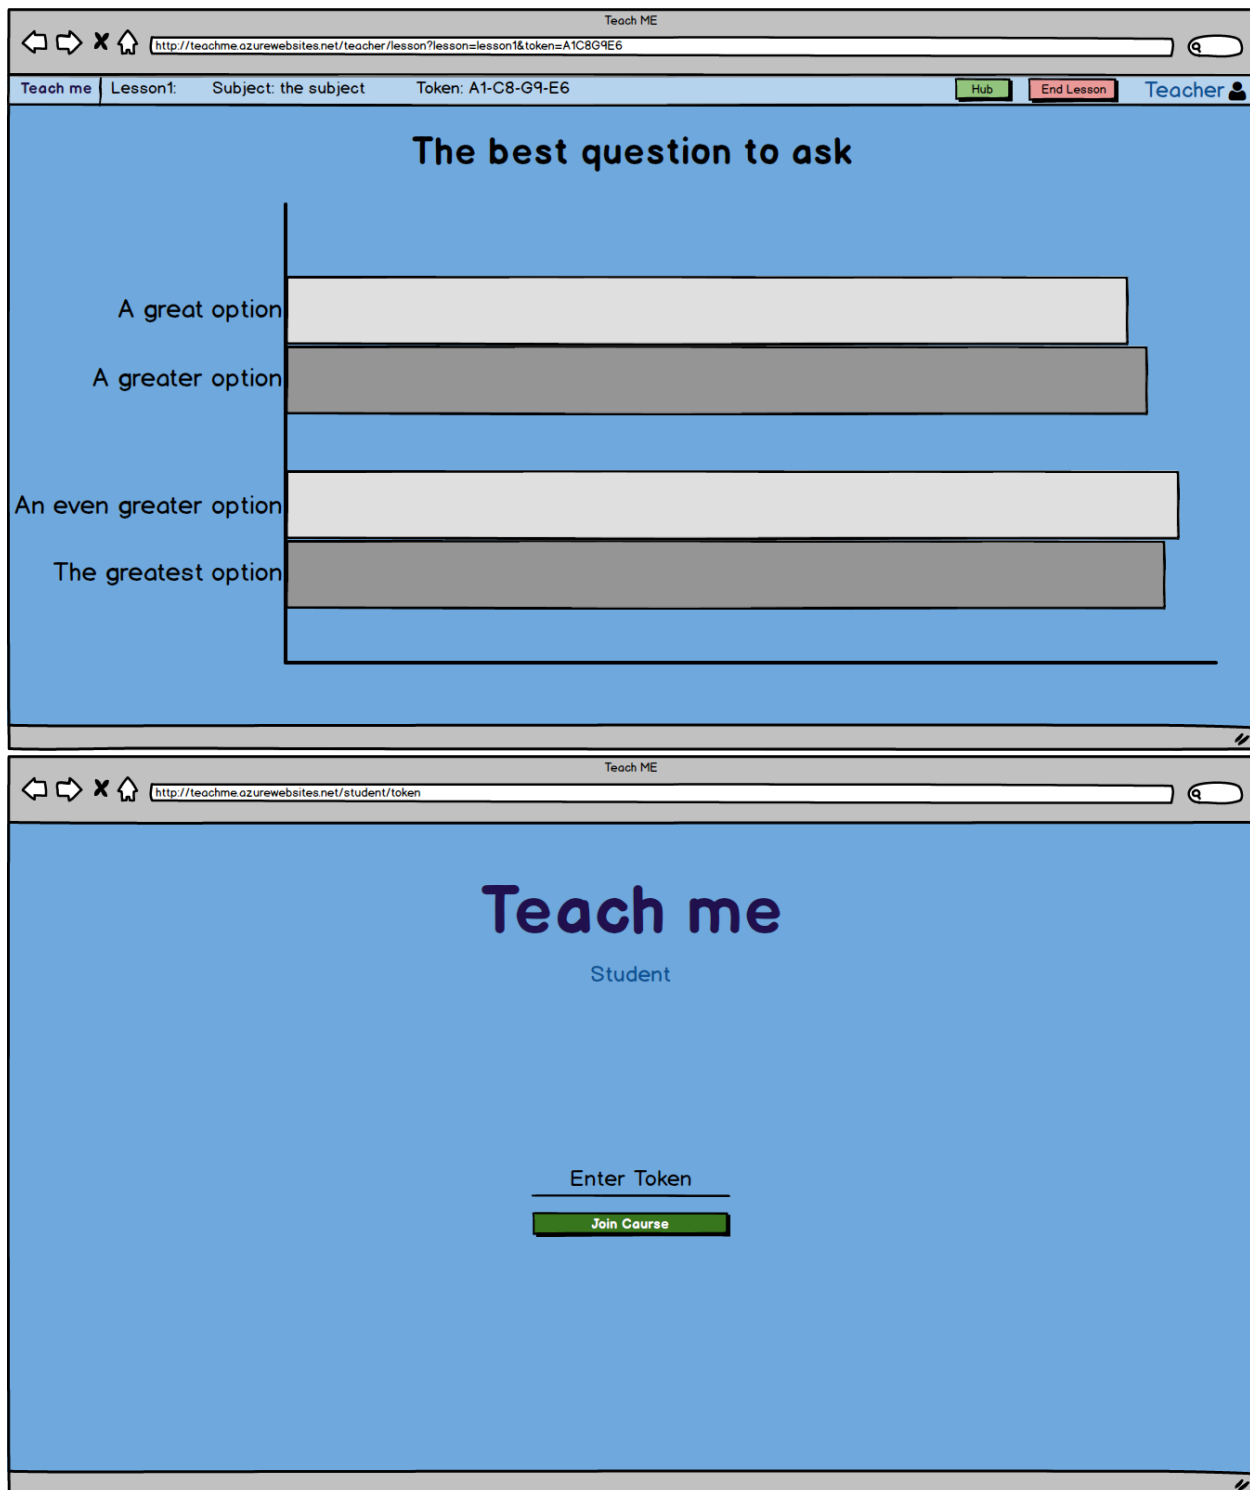 Teach ME
http://teachme.azurewebsites.net/teacher/lesson?lesson=lesson1&token=A1C8G9E6
Teach me Lesson1: Subject: the subject Token: A1-C8-G9-E6 Hub End Lesson Teacher
The best question to ask
A great option
A greater option
An even greater option
The greatest option
Teach ME
http://teachme.azurewebsites.net/student/token
Teach me
Student
Enter Token
Join Caurse